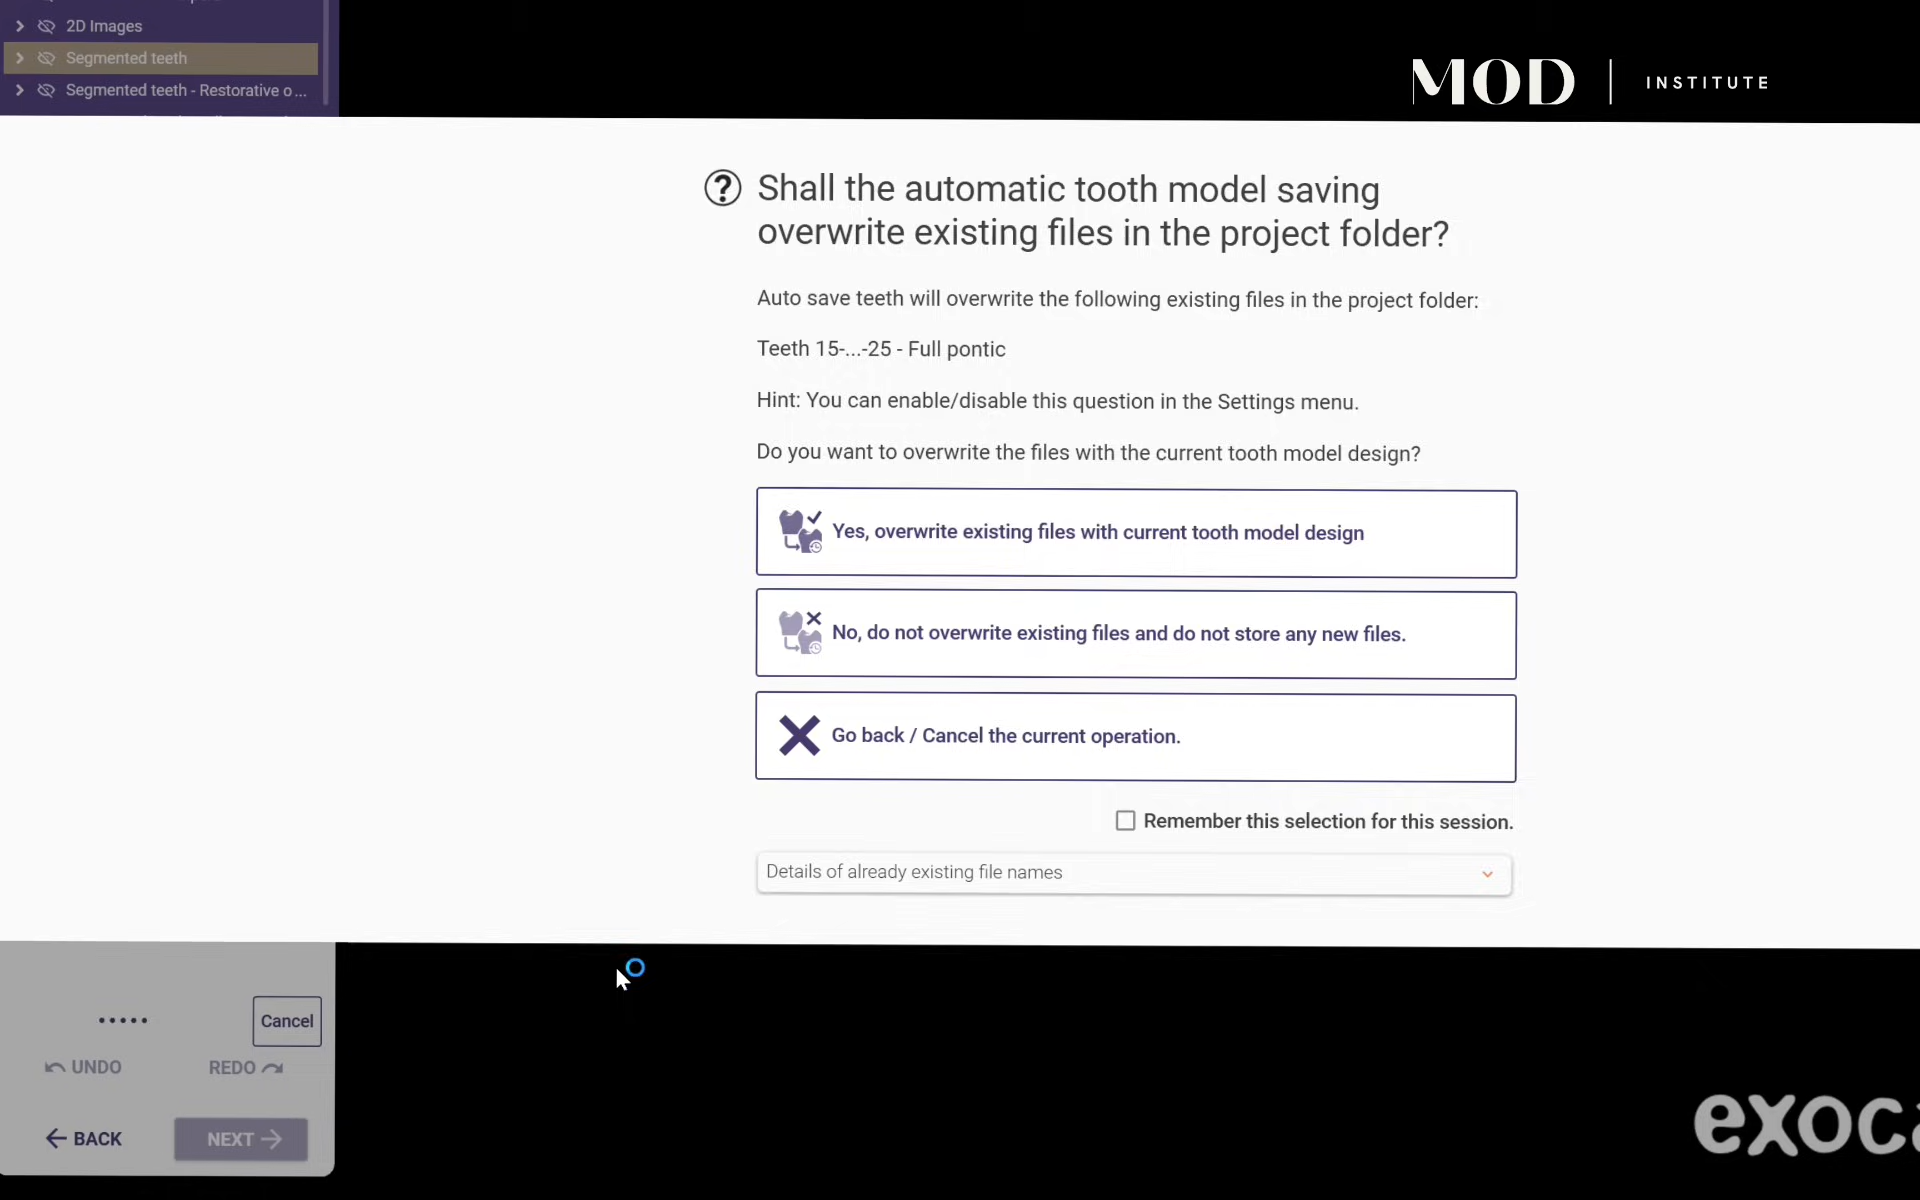 2D Images
Segmented teeth
Segmented teeth - Restorative o...
MOD | INSTITUTE
Shall the automatic tooth model saving
overwrite existing files in the project folder?
Auto save teeth will overwrite the following existing files in the project folder:
Teeth 15-...-25 - Full pontic
Hint: You can enable/disable this question in the Settings menu.
Do you want to overwrite the files with the current tooth model design?
Yes, overwrite existing files with current tooth model design
No, do not overwrite existing files and do not store any new files.
Go back / Cancel the current operation.
Remember this selection for this session.
Details of already existing file names
Cancel
UNDO REDO
BACK NEXT
exoca